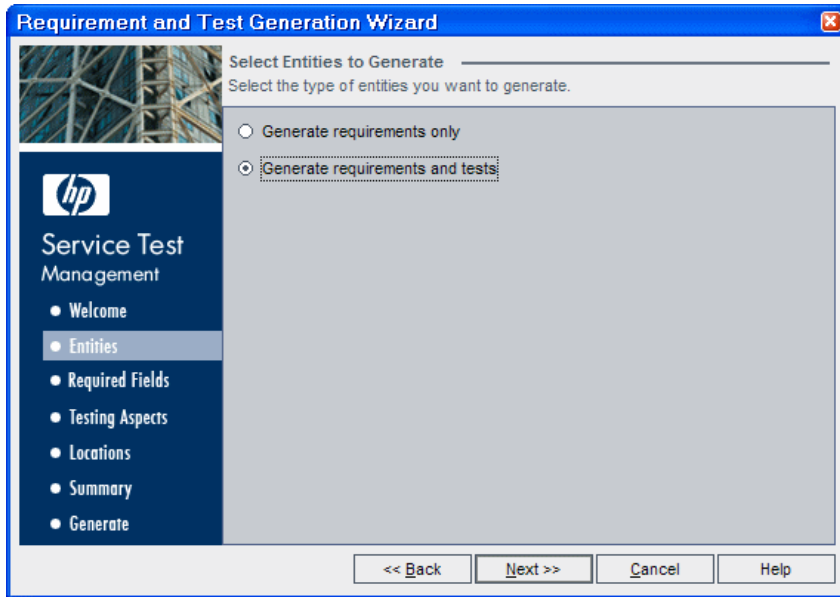 Requirement and Test Generation Wizard
Select Entities to Generate
Select the type of entities you want to generate.
Generate requirements only
Generate requirements and tests
hp
Service Test
Management
Welcome
Entities
Required Fields
Testing Aspects
Locations
Summary
Generate
<< Back
Next >>
Cancel
Help